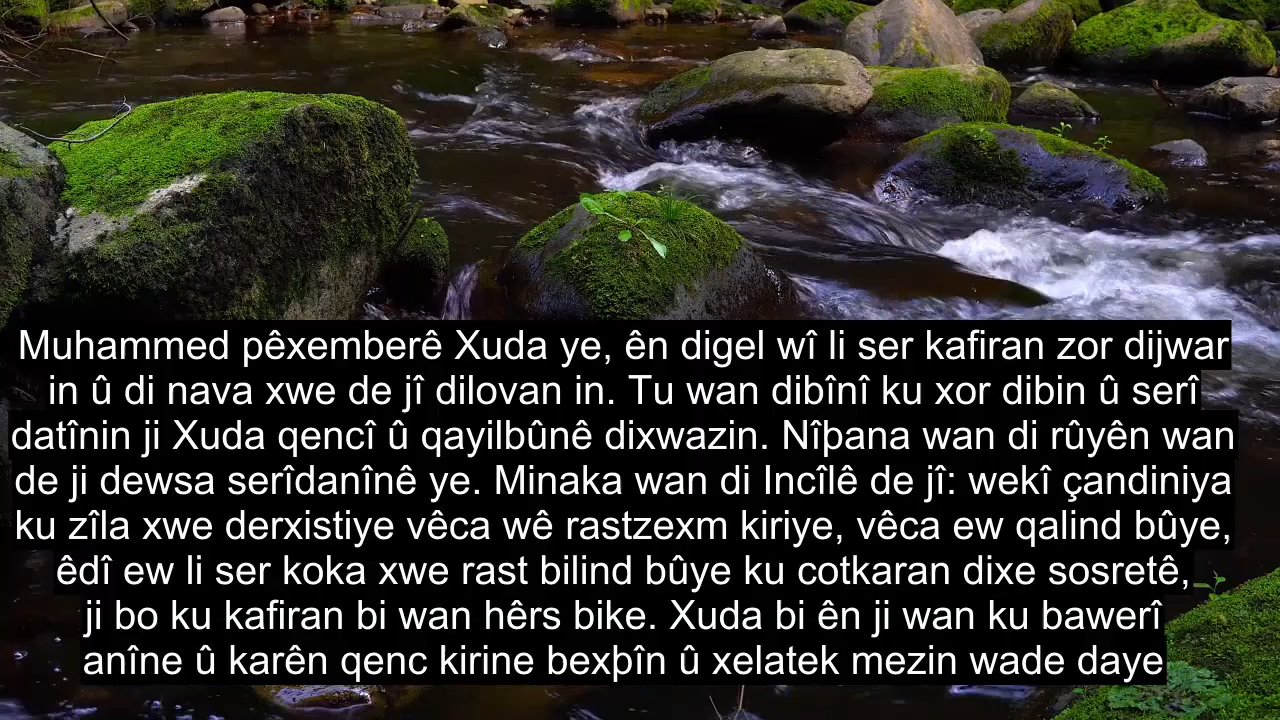 Muhammed pêxemberê Xuda ye, ên digel wî li ser kafiran zor dijwar
in û di nava xwe de jî dilovan in. Tu wan dibînî ku xor dibin û serî
datînin ji Xuda qencî û qayilbûnê dixwazin. Nîþana wan di rûyên wan
de ji dewsa serîdanînê ye. Minaka wan di Incîlê de jî: wekî çandiniya
ku zîla xwe derxistiye vêca wê rastzexm kiriye, vêca ew qalind bûye,
êdî ew li ser koka xwe rast bilind bûye ku cotkaran dixe sosretê,
ji bo ku kafiran bi wan hêrs bike. Xuda bi ên ji wan ku bawerî
anîne û karên qenc kirine bexþîn û xelatek mezin wade daye